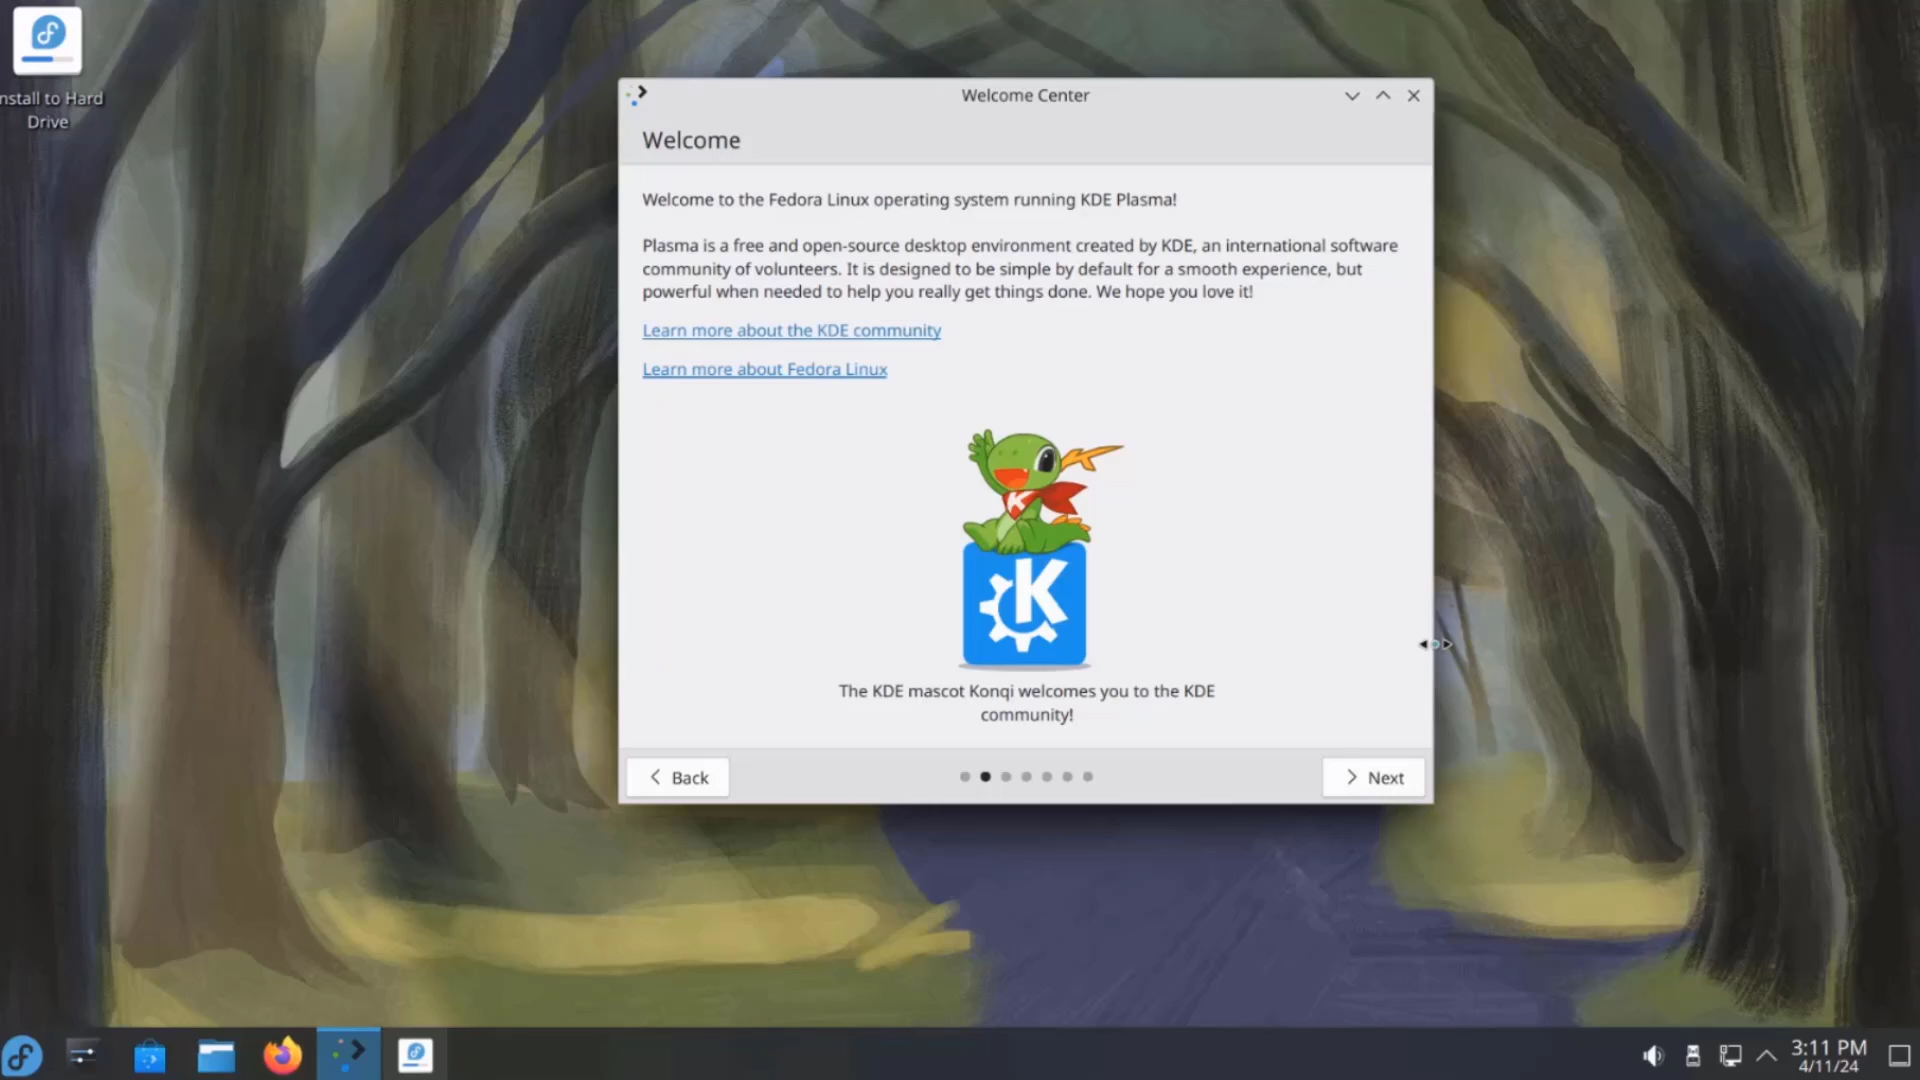 nstall to Hard
Drive
Welcome Center
Welcome
Welcome to the Fedora Linux operating system running KDE Plasma!
Plasma is a free and open-source desktop environment created by KDE, an international software
community of volunteers. It is designed to be simple by default for a smooth experience, but
powerful when needed to help you really get things done. We hope you love it!
Learn more about the KDE community
Learn more about Fedora Linux
K
K
The KDE mascot Konqi welcomes you to the KDE
community!
Back
Next
3:11 PM
4/11/24